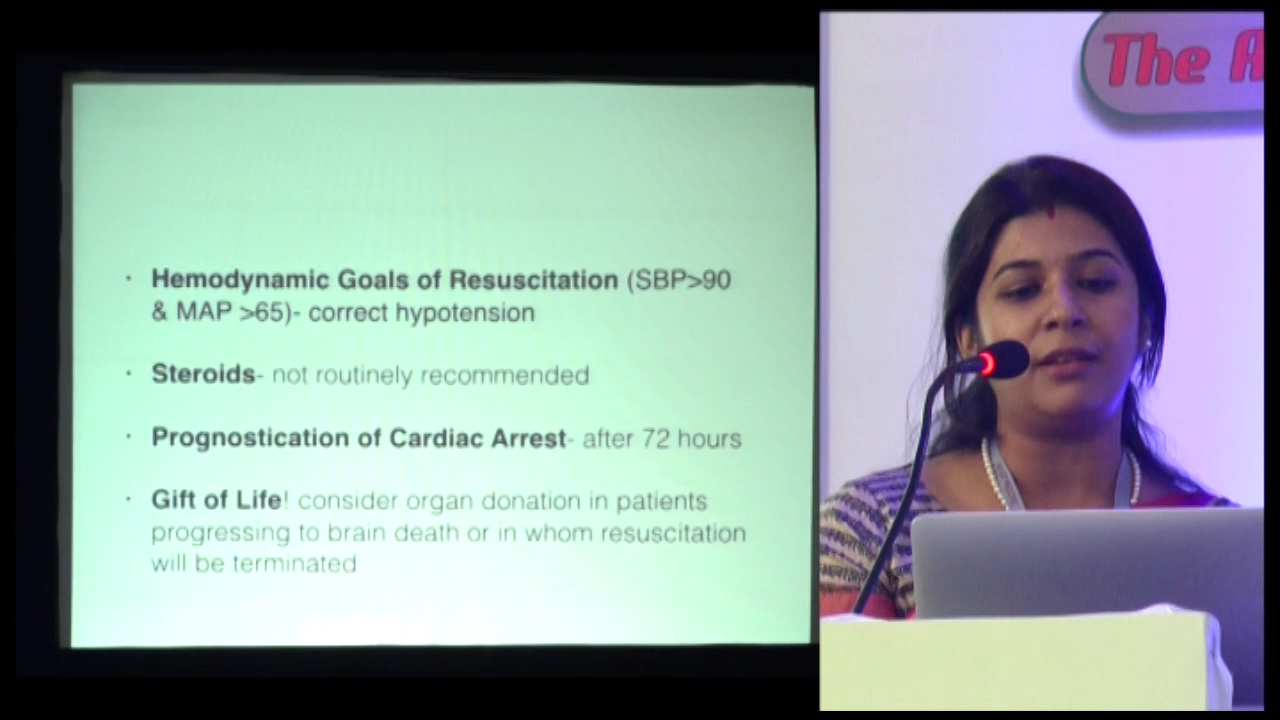 · Hemodynamic Goals of Resuscitation (SBP>90
& MAP >65)- correct hypotension
· Steroids- not routinely recommended
· Prognostication of Cardiac Arrest- after 72 hours
· Gift of Life! consider organ donation in patients
progressing to brain death or in whom resuscitation
will be terminated
The A